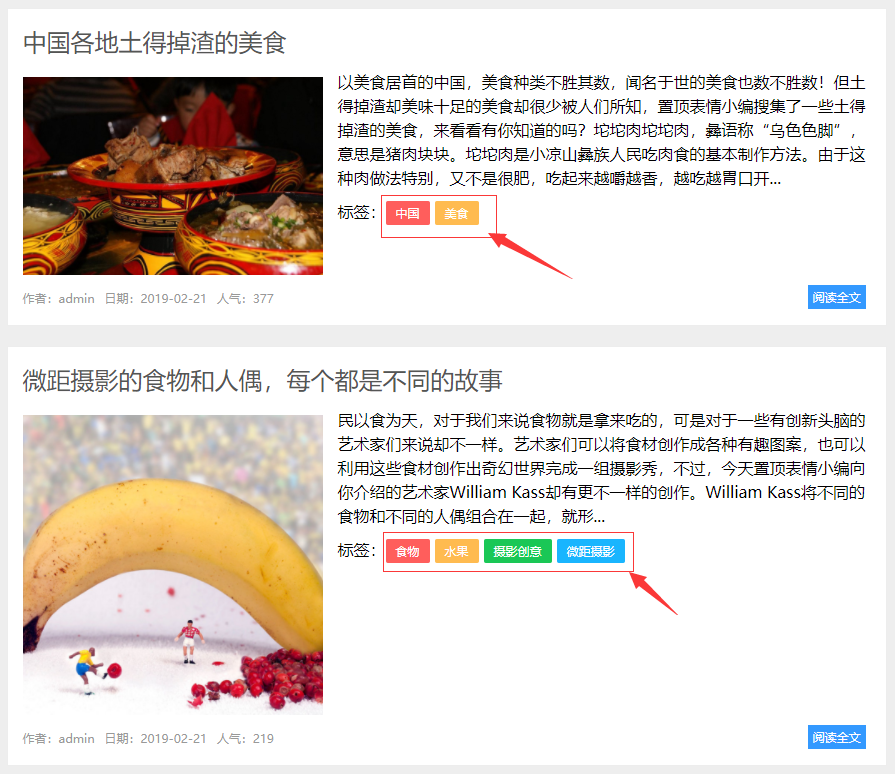 中国各地土得掉渣的美食
以美食居首的中国，美食种类不胜其数，闻名于世的美食也数不胜数！但土
得掉渣却美味十足的美食却很少被人们所知，置顶表情小编搜集了一些土得
掉渣的美食，来看看有你知道的吗？坨坨肉坨坨肉，彝语称“乌色色脚”，
意思是猪肉块块。坨坨肉是小凉山彝族人民吃肉食的基本制作方法。由于这
种肉做法特别，又不是很肥，吃起来越嚼越香，越吃越胃口开...
标签： 中国 美食
作者：admin 日期：2019-02-21 人气：377 阅读全文
微距摄影的食物和人偶，每个都是不同的故事
民以食为天，对于我们来说食物就是拿来吃的，可是对于一些有创新头脑的
艺术家们来说却不一样。艺术家们可以将食材创作成各种有趣图案，也可以
利用这些食材创作出奇幻世界完成一组摄影秀，不过，今天置顶表情小编向
你介绍的艺术家William Kass却有更不一样的创作。William Kass将不同的
食物和不同的人偶组合在一起，就形...
标签： 食物 水果 摄影创意 微距摄影
作者：admin 日期：2019-02-21 人气：219 阅读全文